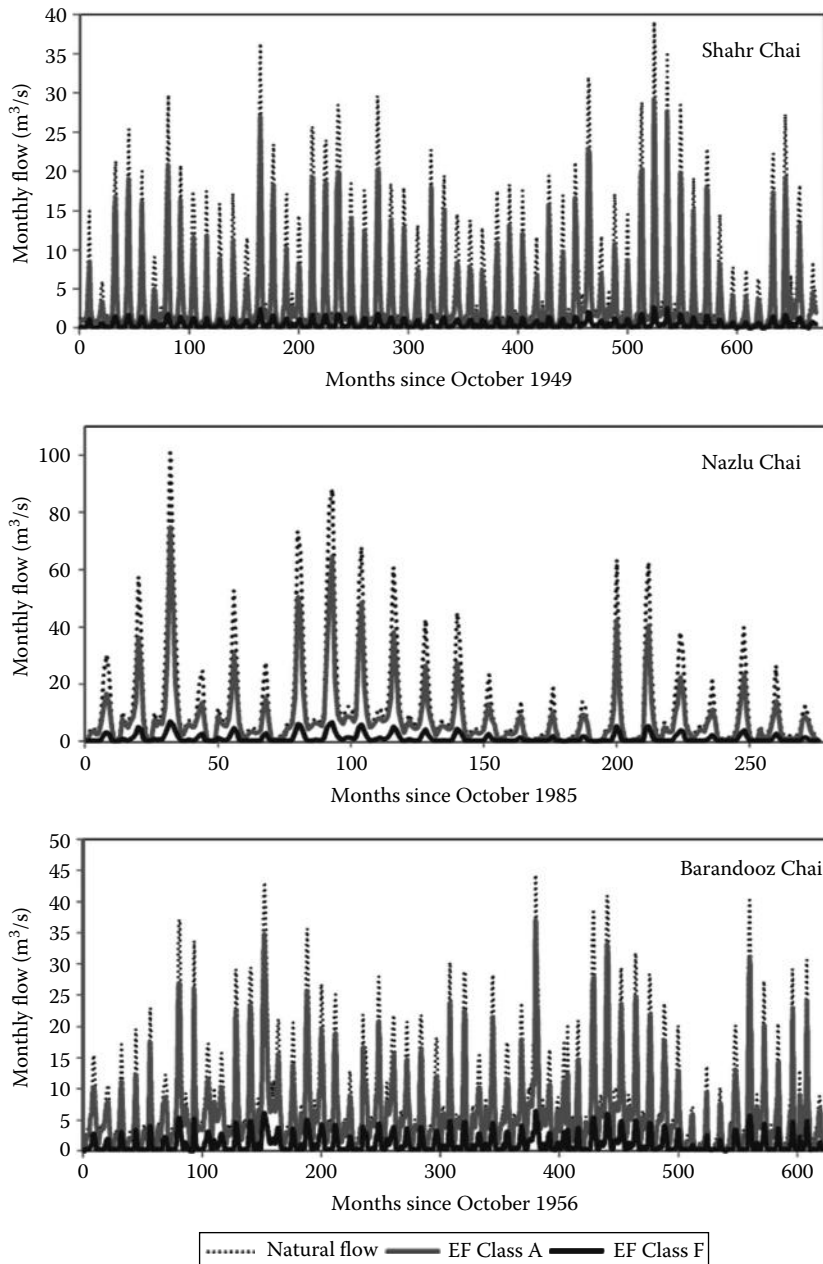 Shahr Chai
Monthly flow (m³/s)
40
35
30
25
20
15
10
5
0
0 100 200 300 400 500 600
Months since October 1949
Nazlu Chai
Monthly flow (m³/s)
100
80
60
40
20
0
0 50 100 150 200 250
Months since October 1985
Barandooz Chai
Monthly flow (m³/s)
50
45
40
35
30
25
20
15
10
5
0
0 100 200 300 400 500 600
Months since October 1956
Natural flow EF Class A EF Class F